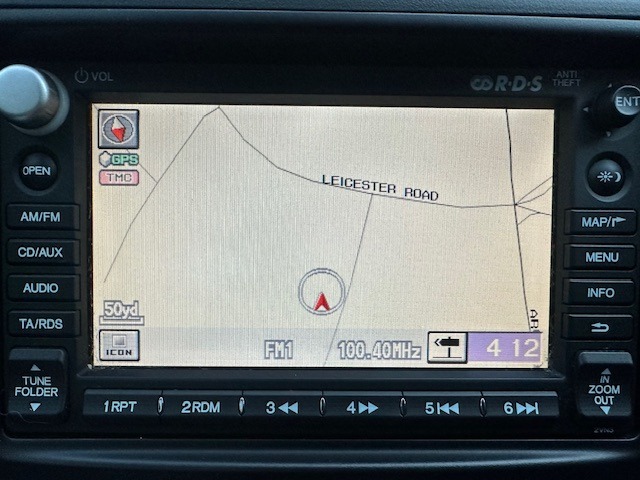 VOL
R·D·S
ANTI
THEFT
ENT
OPEN
GPS
TMC
LEICESTER ROAD
AM/FM
MAP/
CD/AUX
MENU
AUDIO
INFO
50yd
TA/RDS
ICON
FM1 100.40MHz 4 12
TUNE
FOLDER
IN
ZOOM
OUT
1RPT 2RDM 3 4 5 6